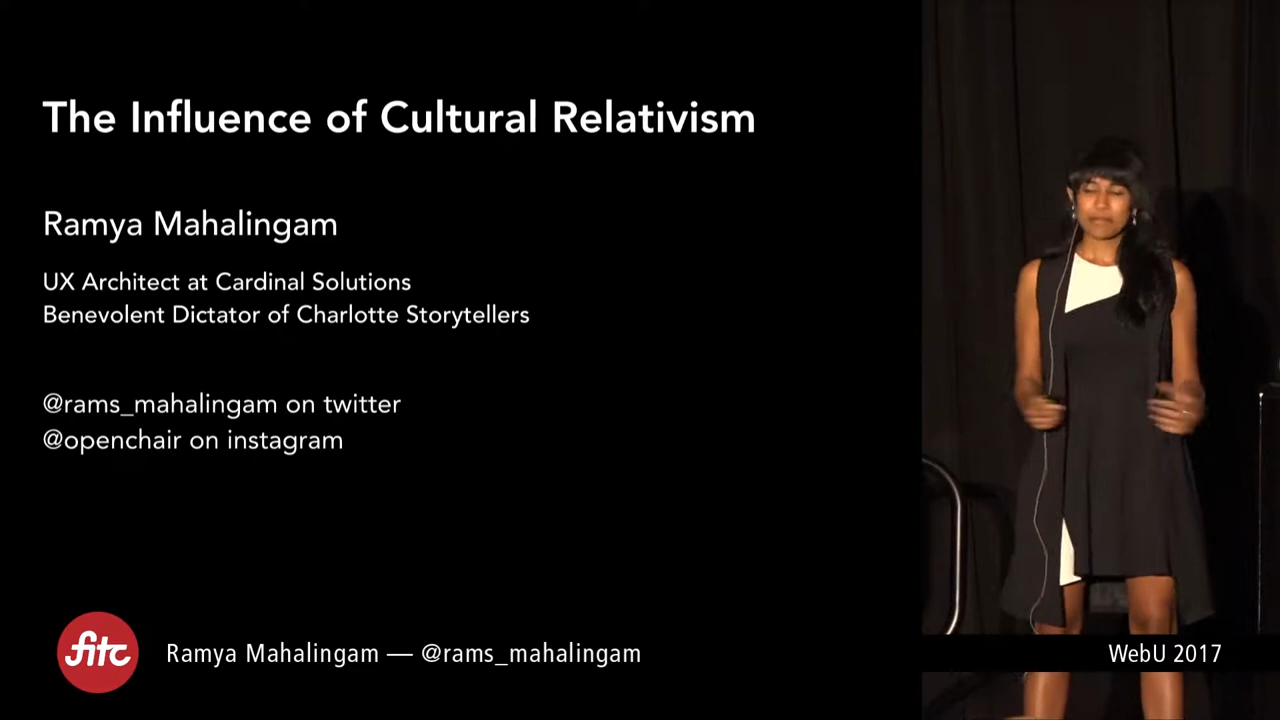 The Influence of Cultural Relativism
Ramya Mahalingam
UX Architect at Cardinal Solutions
Benevolent Dictator of Charlotte Storytellers
@rams_mahalingam on twitter
@openchair on instagram
fitc
Ramya Mahalingam — @rams_mahalingam
WebU 2017